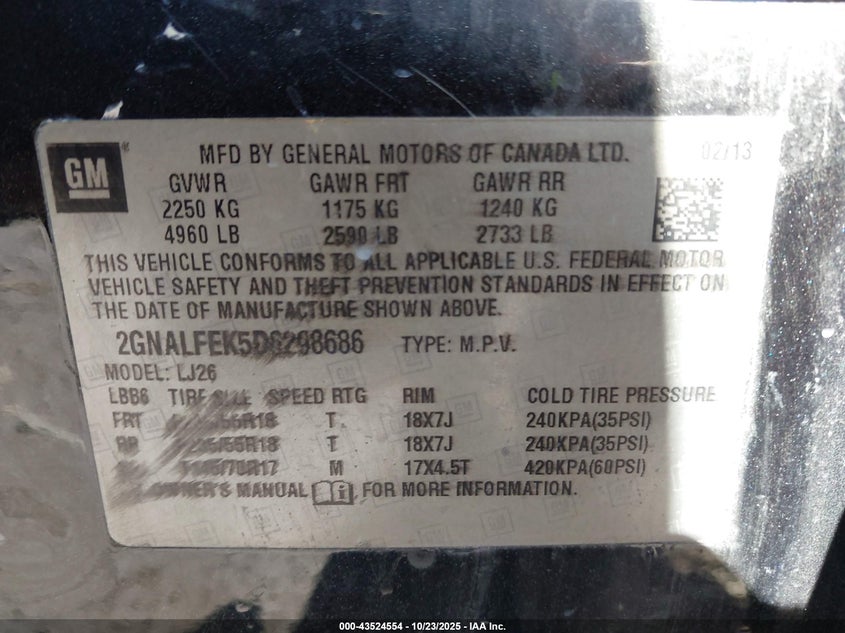 GM ®
MFD BY GENERAL MOTORS OF CANADA LTD. 02/13
GVWR GAWR FRT GAWR RR
2250 KG 1175 KG 1240 KG
4960 LB 2590 LB 2733 LB
THIS VEHICLE CONFORMS TO ALL APPLICABLE U.S. FEDERAL MOTOR
VEHICLE SAFETY AND THEFT PREVENTION STANDARDS IN EFFECT ON
THE DATE OF MANUFACTURE SHOWN ABOVE.
2GNALFEK5D6298686 TYPE: M.P.V.
MODEL: LJ26
LBB6 TIRE SIZE SPEED RTG RIM COLD TIRE PRESSURE
FRT T 18X7J 240KPA(35PSI)
RR T 18X7J 240KPA(35PSI)
M 17X4.5T 420KPA(60PSI)
OWNER'S MANUAL FOR MORE INFORMATION.
000-43524554 - 10/23/2025 - IAA Inc.